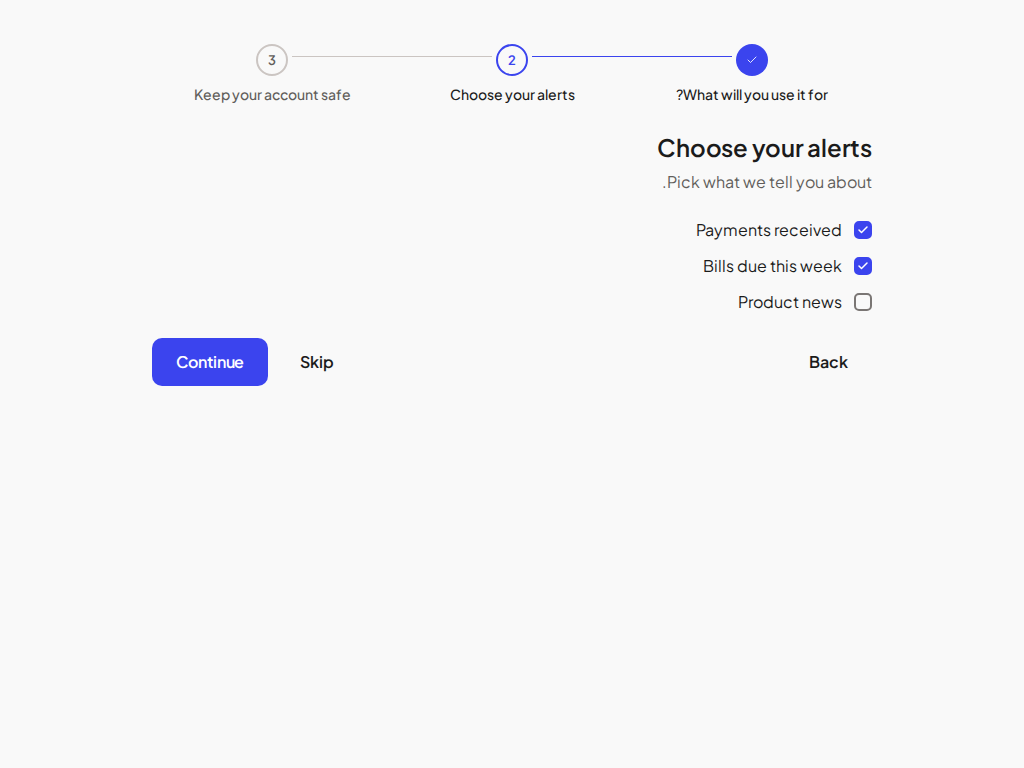 ?What will you use it for
2
Choose your alerts
3
Keep your account safe
Choose your alerts
.Pick what we tell you about
Payments received
Bills due this week
Product news
Back
Skip
Continue